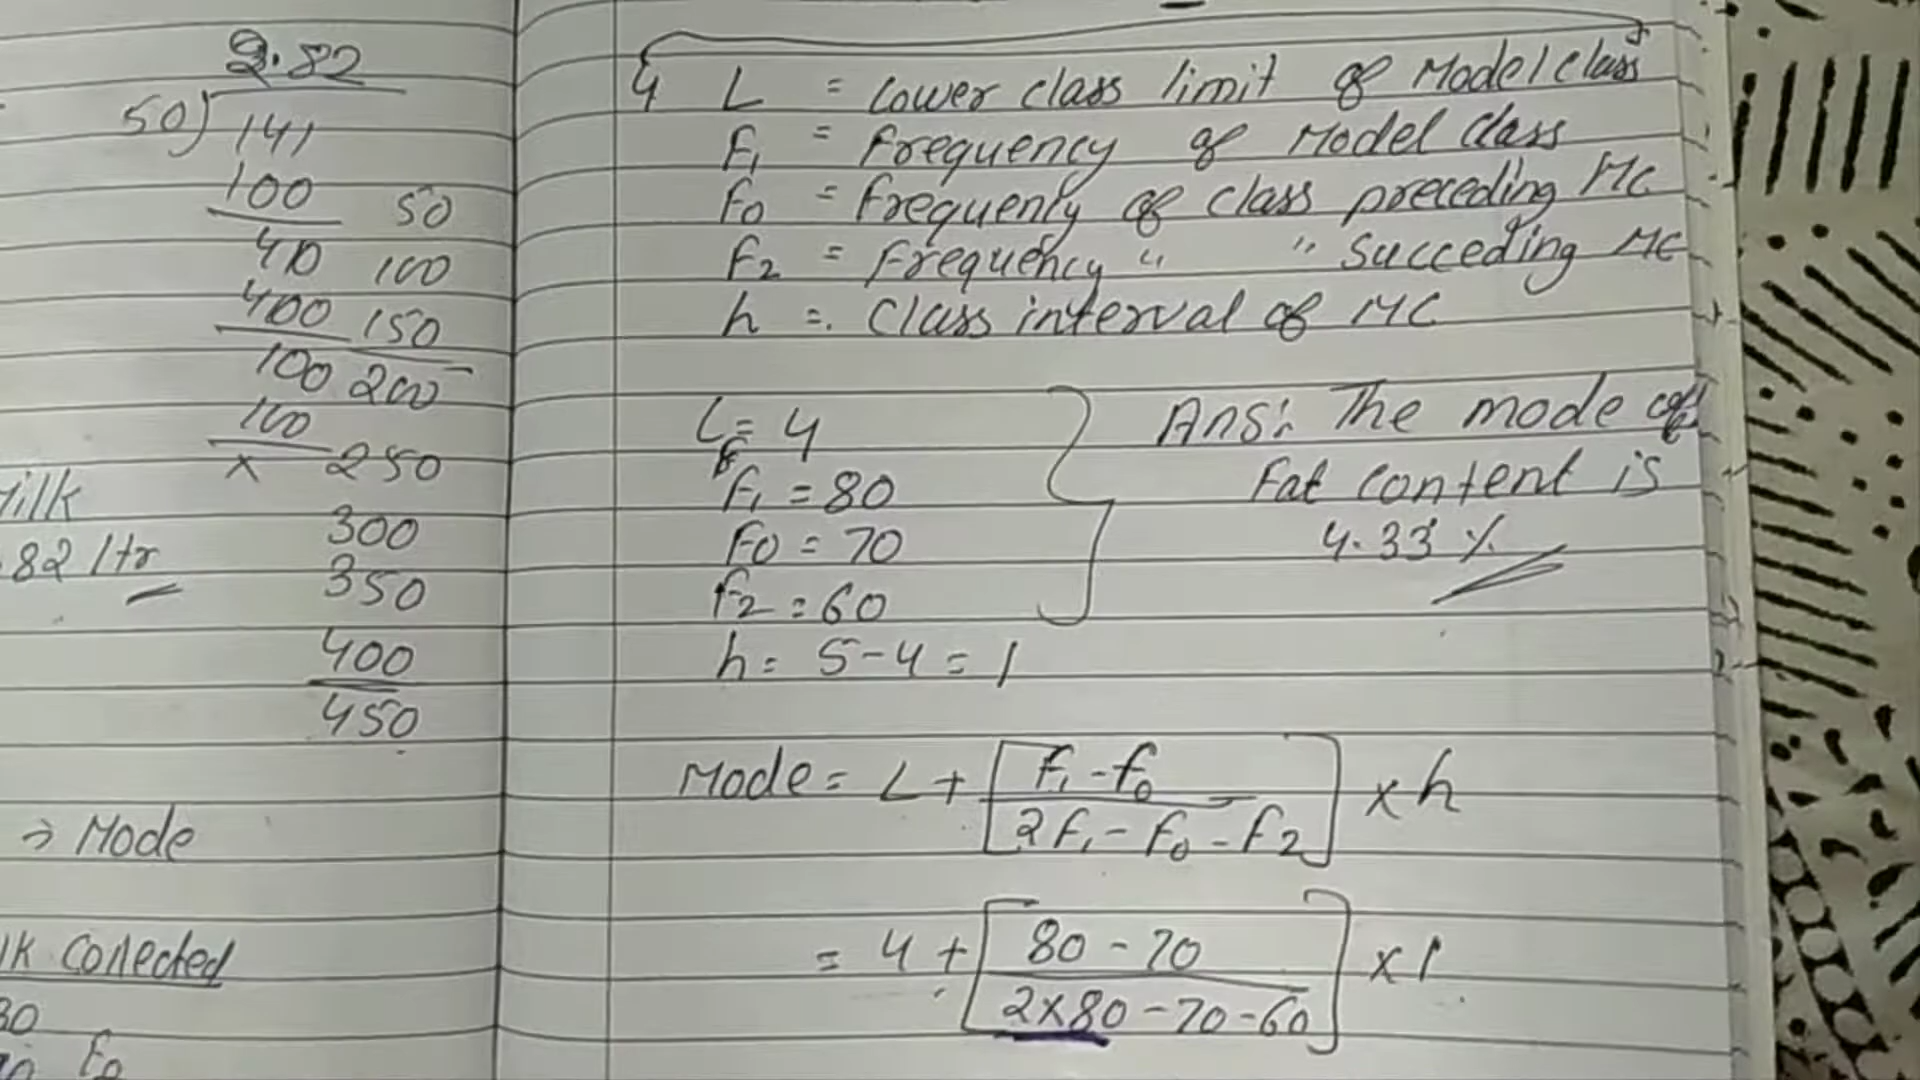 2.82
50)141
100 50
410 100
400 150
100 200
100
x 250
300
350
400
450
82 ltr
→ Mode
Collected
30
F0
4 L = Lower class limit of Model class
F1 = Frequency of Model Class
F0 = Frequenly of class preceding MC
F2 = Frequency " " Succeding MC
h =. Class interval of MC
L = 4
F1 = 80
F0 = 70
F2 = 60
h = 5-4 = 1
Ans: The mode of
Fat content is
4.33 %
Mode = L + [F1 - f0 / 2F1 - F0 - F2] x h
= 4 + [80 - 70 / 2x80 - 70 - 60] x 1